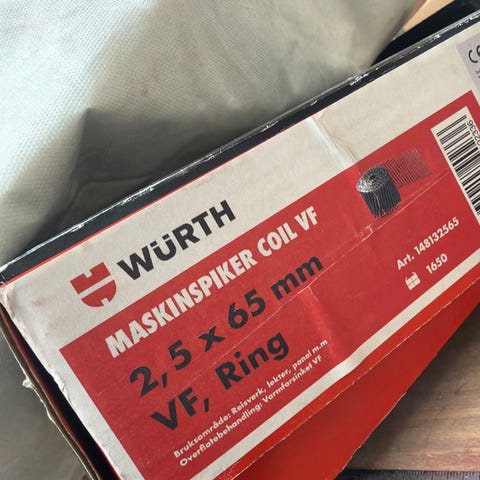 WÜRTH
MASKINSPIKER COIL VF
2,5 x 65 mm
VF, Ring
Bruksområde: Reisverk, lekter, panel m.m
Overflatebehandling: Varmforsinket VF
Art. 148132565
1650
CE